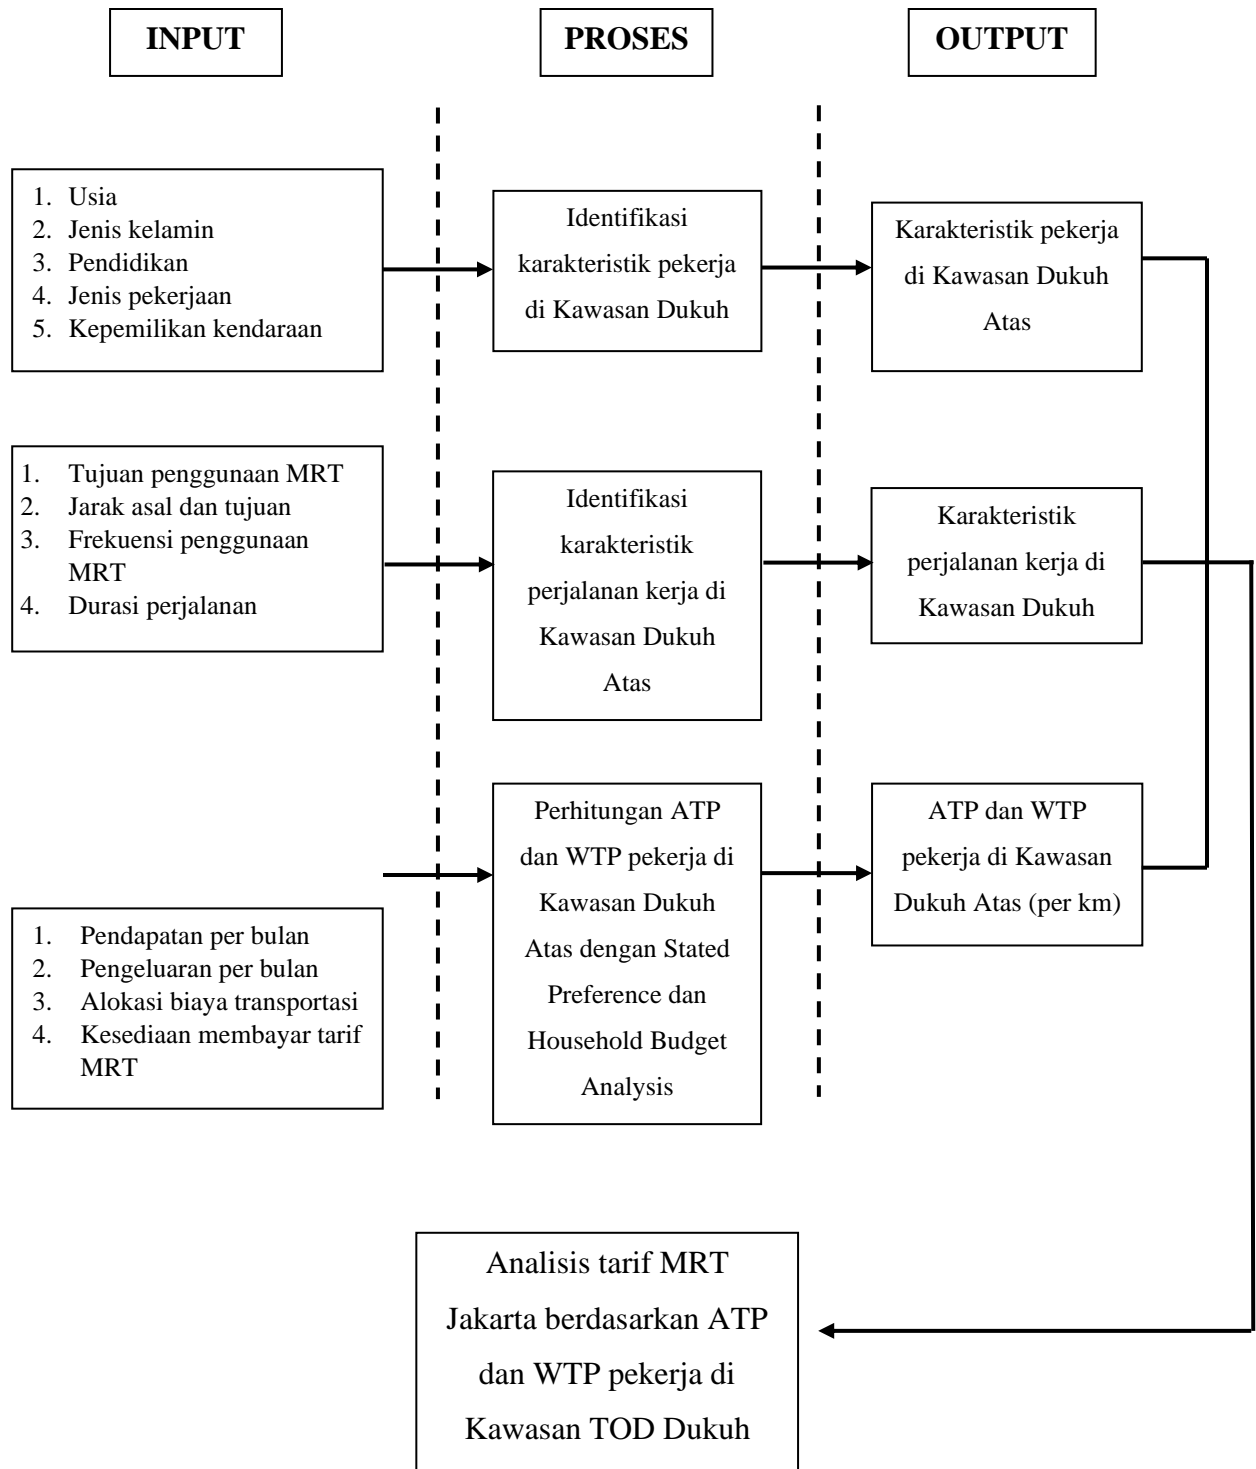 INPUT
PROSES
OUTPUT
1. Usia
2. Jenis kelamin
3. Pendidikan
4. Jenis pekerjaan
5. Kepemilikan kendaraan
Identifikasi
karakteristik pekerja
di Kawasan Dukuh
Karakteristik pekerja
di Kawasan Dukuh
Atas
1. Tujuan penggunaan MRT
2. Jarak asal dan tujuan
3. Frekuensi penggunaan
MRT
4. Durasi perjalanan
Identifikasi
karakteristik
perjalanan kerja di
Kawasan Dukuh
Atas
Karakteristik
perjalanan kerja di
Kawasan Dukuh
1. Pendapatan per bulan
2. Pengeluaran per bulan
3. Alokasi biaya transportasi
4. Kesediaan membayar tarif
MRT
Perhitungan ATP
dan WTP pekerja di
Kawasan Dukuh
Atas dengan Stated
Preference dan
Household Budget
Analysis
ATP dan WTP
pekerja di Kawasan
Dukuh Atas (per km)
Analisis tarif MRT
Jakarta berdasarkan ATP
dan WTP pekerja di
Kawasan TOD Dukuh